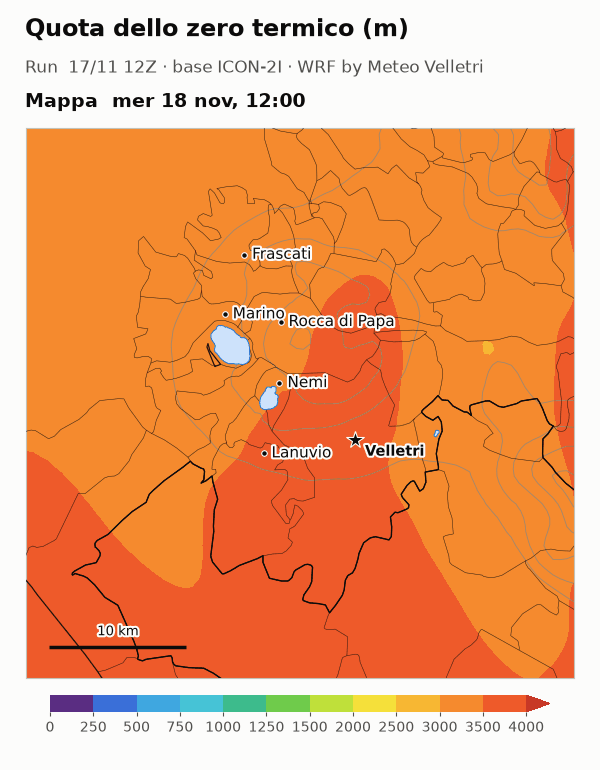 Quota dello zero termico (m)
Run  17/11 12Z · base ICON-2I · WRF by Meteo Velletri
Mappa  mer 18 nov, 12:00
Frascati
Marino
Rocca di Papa
Nemi
Lanuvio
Velletri
10 km
0 250 500 750 1000 1250 1500 2000 2500 3000 3500 4000